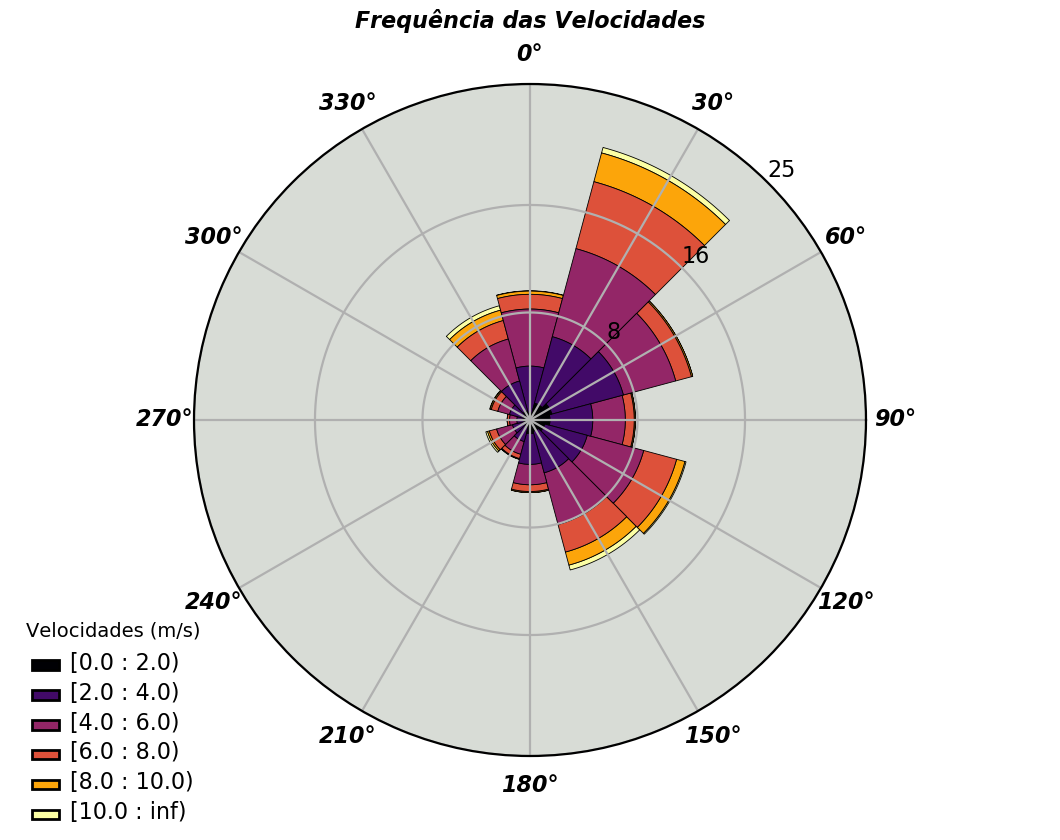 Frequência das Velocidades
0°
330°
30°
25
300°
60°
16
8
270°
90°
240°
120°
210°
150°
180°
Velocidades (m/s)
[0.0 : 2.0)
[2.0 : 4.0)
[4.0 : 6.0)
[6.0 : 8.0)
[8.0 : 10.0)
[10.0 : inf)